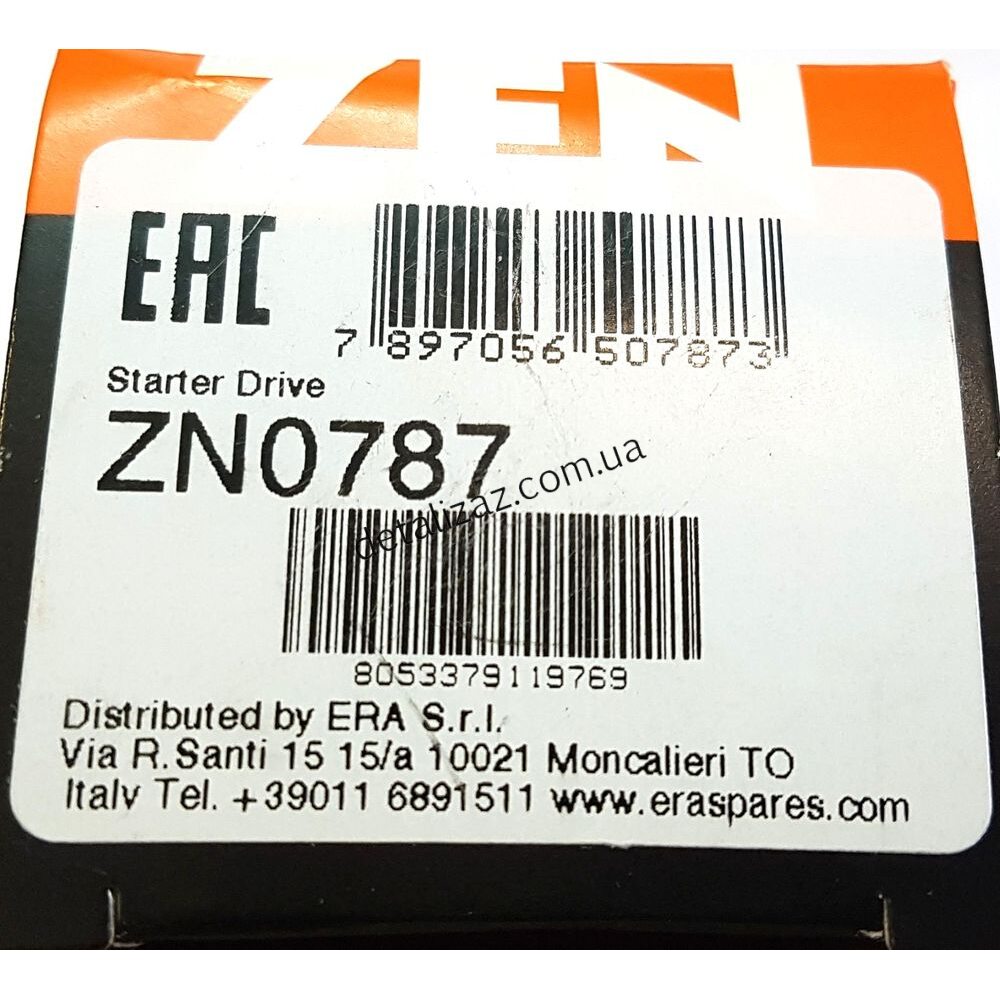 ZEN
EAC
7 897056 507873
Starter Drive
ZN0787
detalizaz.com.ua
8053379119769
Distributed by ERA S.r.l.
Via R. Santi 15 15/a 10021 Moncalieri TO
Italy Tel. +39011 6891511 www.eraspares.com